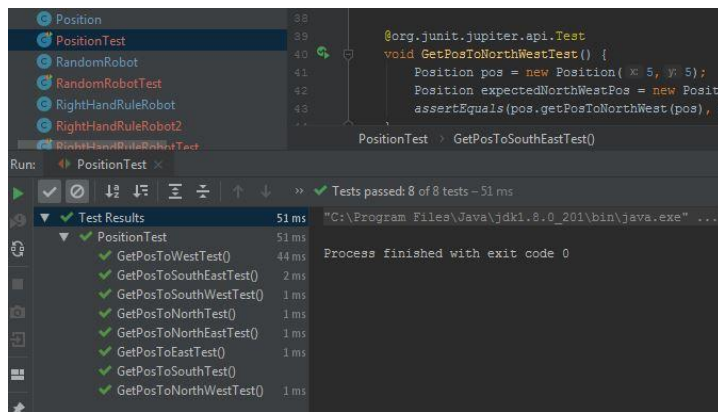 Position
PositionTest
RandomRobot
RandomRobotTest
RightHandRuleRobot
RightHandRuleRobot2
RightHandRuleRobotTest
38
39 @org.junit.jupiter.api.Test
40 void GetPosToNorthWestTest() {
41 Position pos = new Position( x: 5, y: 5);
42 Position expectedNorthWestPos = new Posit
43 assertEquals(pos.getPosToNorthWest(pos),
PositionTest > GetPosToSouthEastTest()
Run: PositionTest ×
» Tests passed: 8 of 8 tests – 51 ms
Test Results 51 ms
PositionTest 51 ms
GetPosToWestTest() 44 ms
GetPosToSouthEastTest() 2 ms
GetPosToSouthWestTest() 1 ms
GetPosToNorthTest() 1 ms
GetPosToNorthEastTest() 1 ms
GetPosToEastTest() 1 ms
GetPosToSouthTest()
GetPosToNorthWestTest() 1 ms
"C:\Program Files\Java\jdk1.8.0_201\bin\java.exe" ...
Process finished with exit code 0